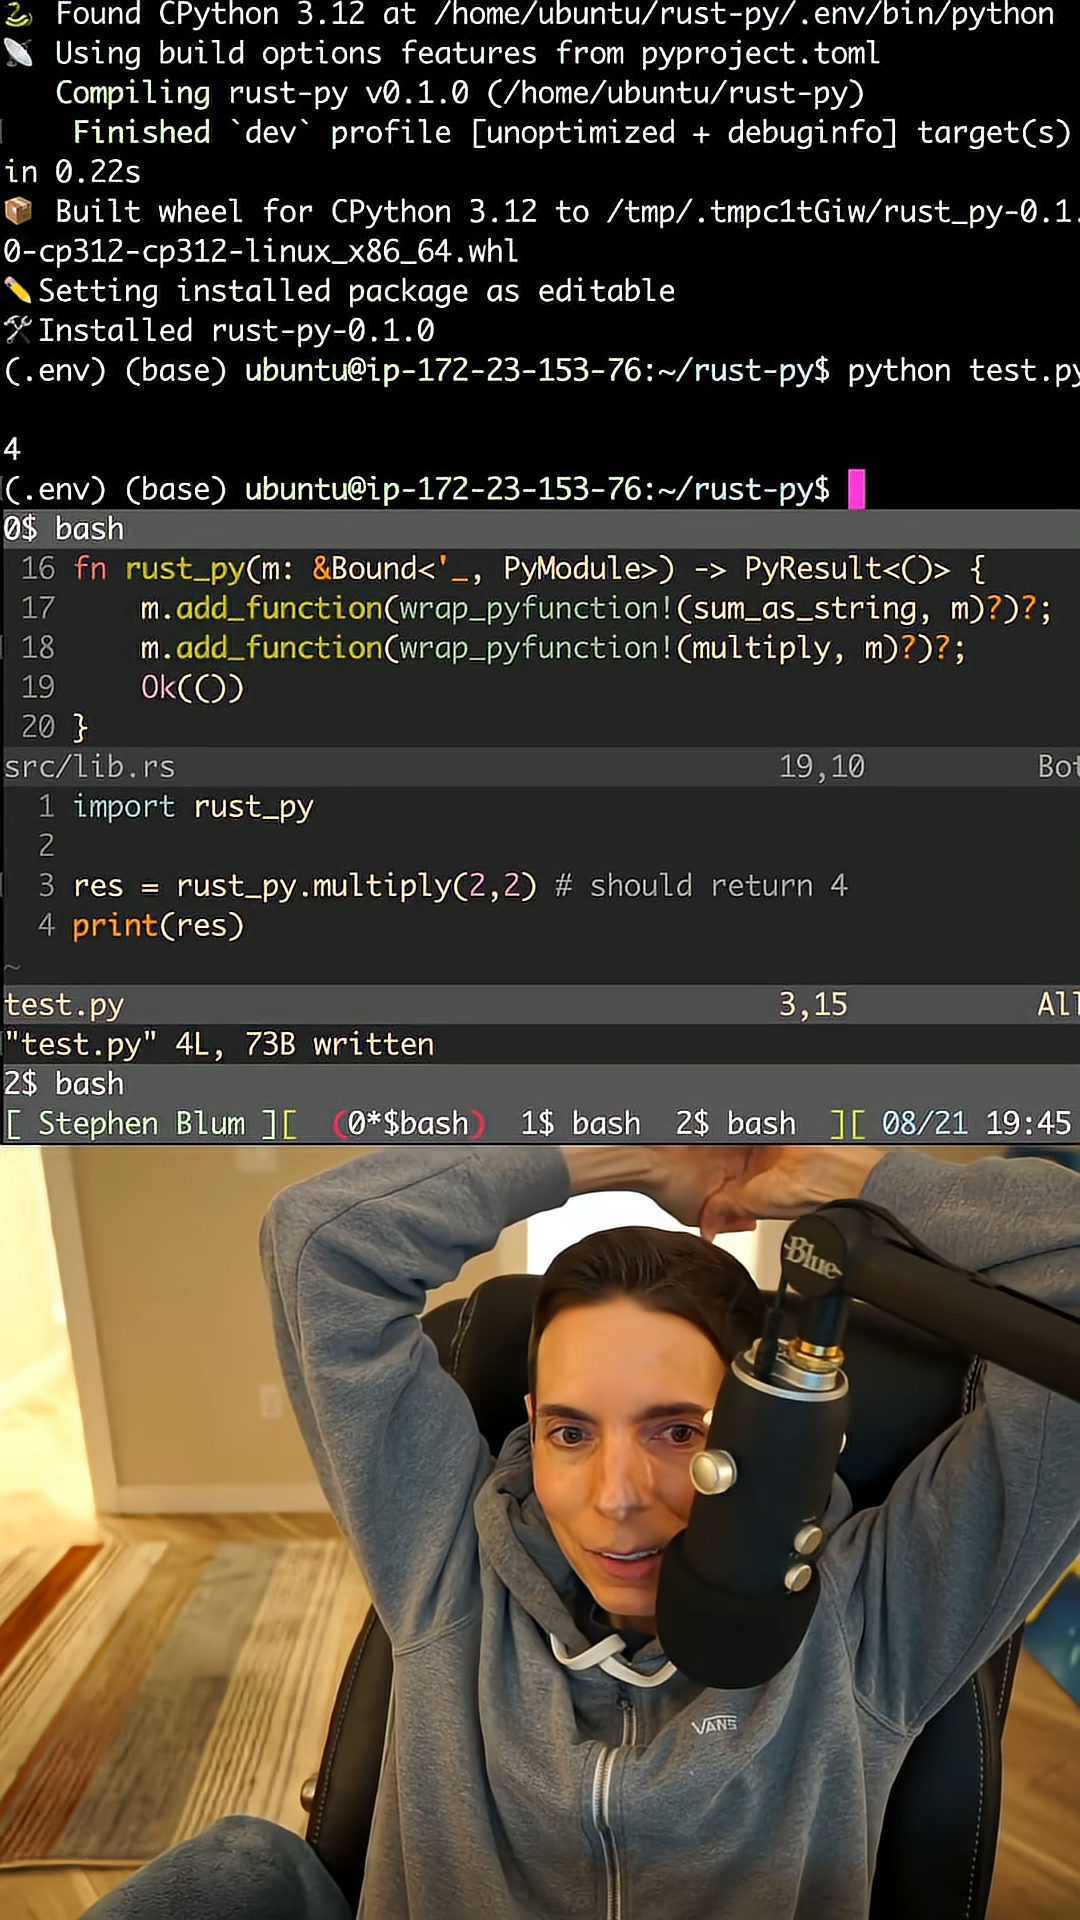 Found CPython 3.12 at /home/ubuntu/rust-py/.env/bin/python
Using build options features from pyproject.toml
Compiling rust-py v0.1.0 (/home/ubuntu/rust-py)
Finished `dev` profile [unoptimized + debuginfo] target(s)
in 0.22s
Built wheel for CPython 3.12 to /tmp/.tmpc1tGiw/rust_py-0.1.
0-cp312-cp312-linux_x86_64.whl
Setting installed package as editable
Installed rust-py-0.1.0
(.env) (base) ubuntu@ip-172-23-153-76:~/rust-py$ python test.py
4
(.env) (base) ubuntu@ip-172-23-153-76:~/rust-py$
0$ bash
16 fn rust_py(m: &Bound<'_, PyModule>) -> PyResult<()> {
17     m.add_function(wrap_pyfunction!(sum_as_string, m)?)?;
18     m.add_function(wrap_pyfunction!(multiply, m)?)?;
19     Ok(())
20 }
src/lib.rs 19,10 Bot
1 import rust_py
2
3 res = rust_py.multiply(2,2) # should return 4
4 print(res)
~
test.py 3,15 All
"test.py" 4L, 73B written
2$ bash
[ Stephen Blum ][ (0*$bash) 1$ bash 2$ bash ][ 08/21 19:45
Blue
VANS